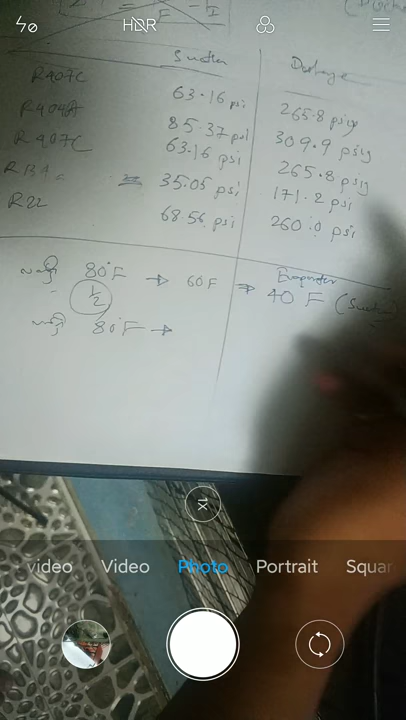 HDR
Suction Discharge
R407C 63.16 psi 265.8 psig
R404A 85.37 psi 309.9 psig
R407C 63.16 psi 265.8 psig
R134a = 35.05 psi 171.2 psi
R22 68.56 psi 260.0 psi
80°F → 60F ⇒ Evaporator 40 F (Suction
1/2
80°F →
1X
video Video Photo Portrait Squar